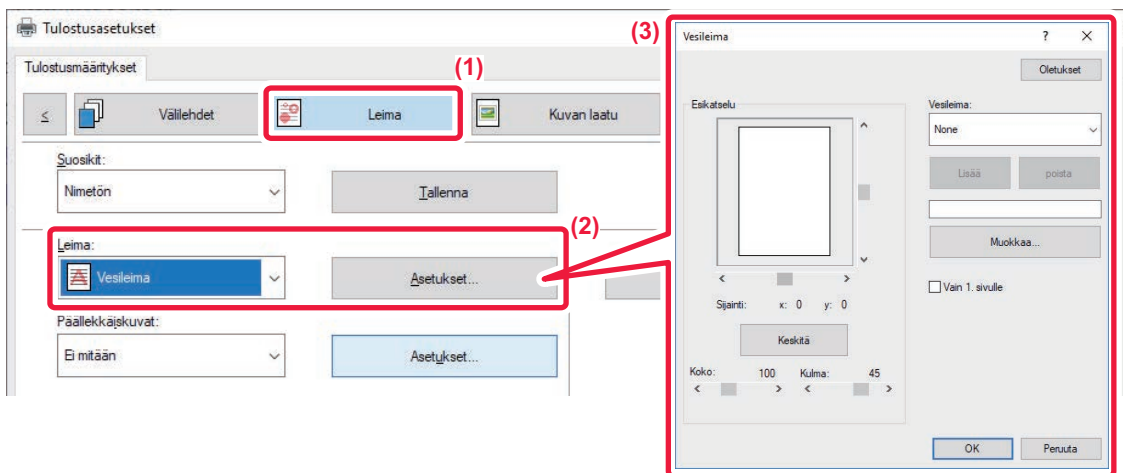 Tulostusasetukset
Tulostusmääritykset
(1)
<
Välilehdet
Leima
Kuvan laatu
Suosikit:
Nimetön
Tallenna
(2)
Leima:
Vesileima
Asetukset...
Päällekkäiskuvat:
Ei mitään
Asetukset...
(3)
Vesileima
?
Oletukset
Esikatselu
Vesileima:
None
Lisää
poista
Muokkaa...
Vain 1. sivulle
Sijainti: x: 0 y: 0
Keskitä
Koko: 100 Kulma: 45
OK
Peruuta